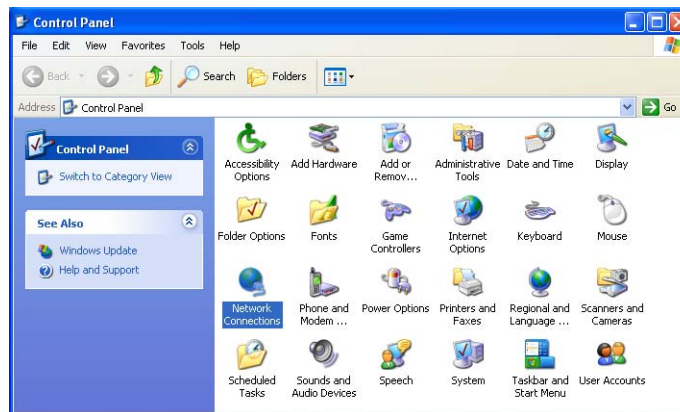 Control Panel
File Edit View Favorites Tools Help
Back Search Folders
Address Control Panel Go
Control Panel
Switch to Category View
See Also
Windows Update
Help and Support
Accessibility Options
Add Hardware
Add or Remov...
Administrative Tools
Date and Time
Display
Folder Options
Fonts
Game Controllers
Internet Options
Keyboard
Mouse
Network Connections
Phone and Modem ...
Power Options
Printers and Faxes
Regional and Language ...
Scanners and Cameras
Scheduled Tasks
Sounds and Audio Devices
Speech
System
Taskbar and Start Menu
User Accounts